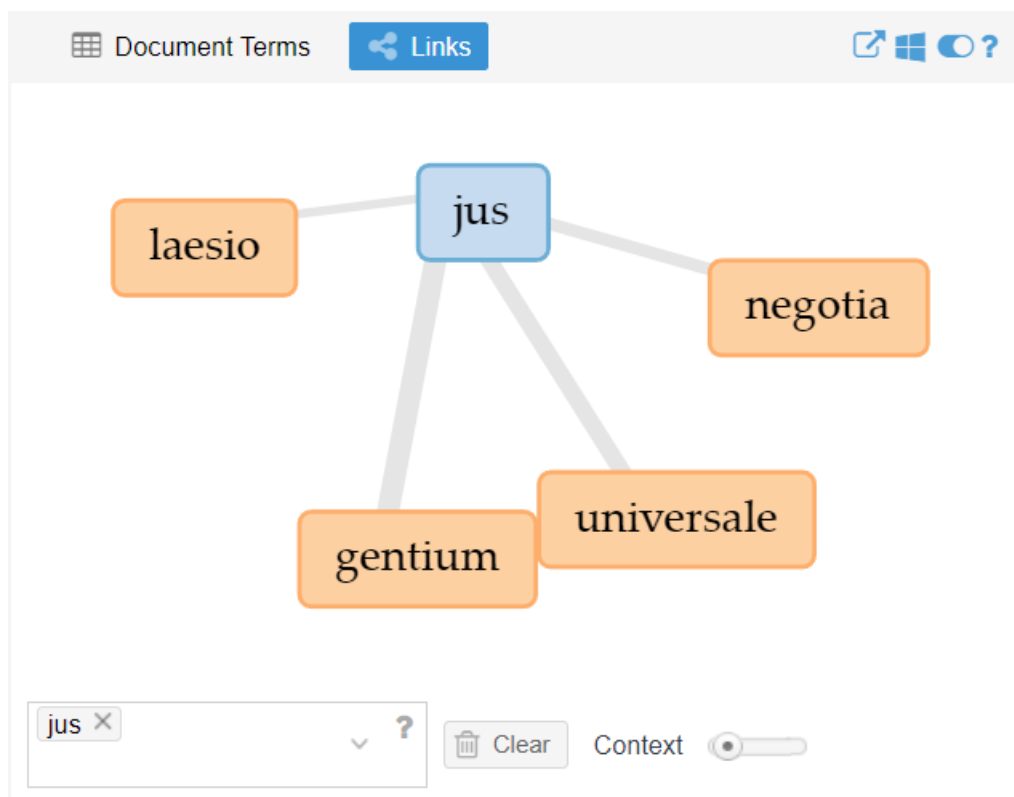 Document Terms Links ?
jus
laesio
negotia
universale
gentium
jus ?
Clear Context